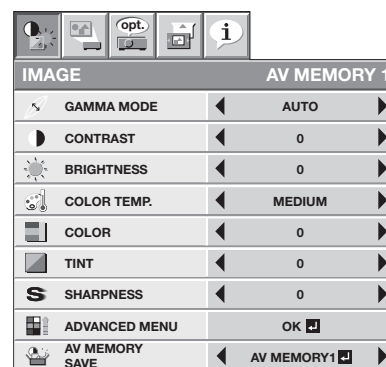 opt.
i
IMAGE AV MEMORY 1
GAMMA MODE AUTO
CONTRAST 0
BRIGHTNESS 0
COLOR TEMP. MEDIUM
COLOR 0
TINT 0
S SHARPNESS 0
ADVANCED MENU OK
AV MEMORY
SAVE AV MEMORY1